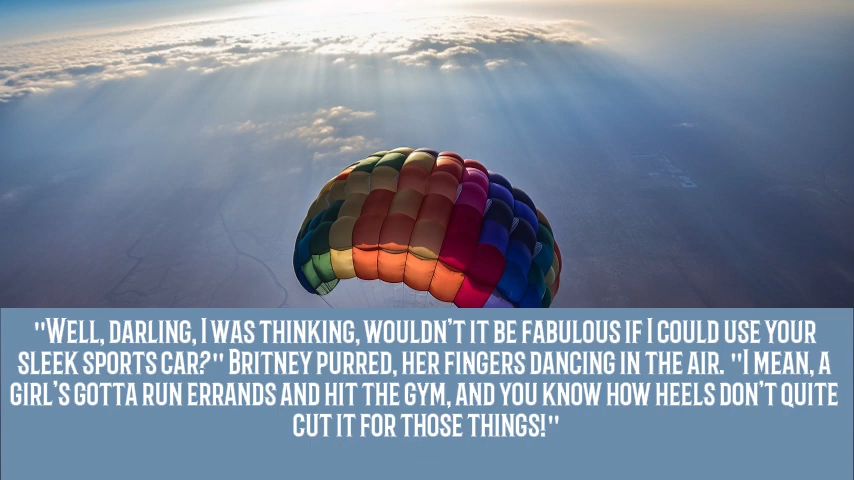 "Well, darling, I was thinking, wouldn't it be fabulous if I could use your
sleek sports car?" Britney purred, her fingers dancing in the air. "I mean, a
girl's gotta run errands and hit the gym, and you know how heels don't quite
cut it for those things!"